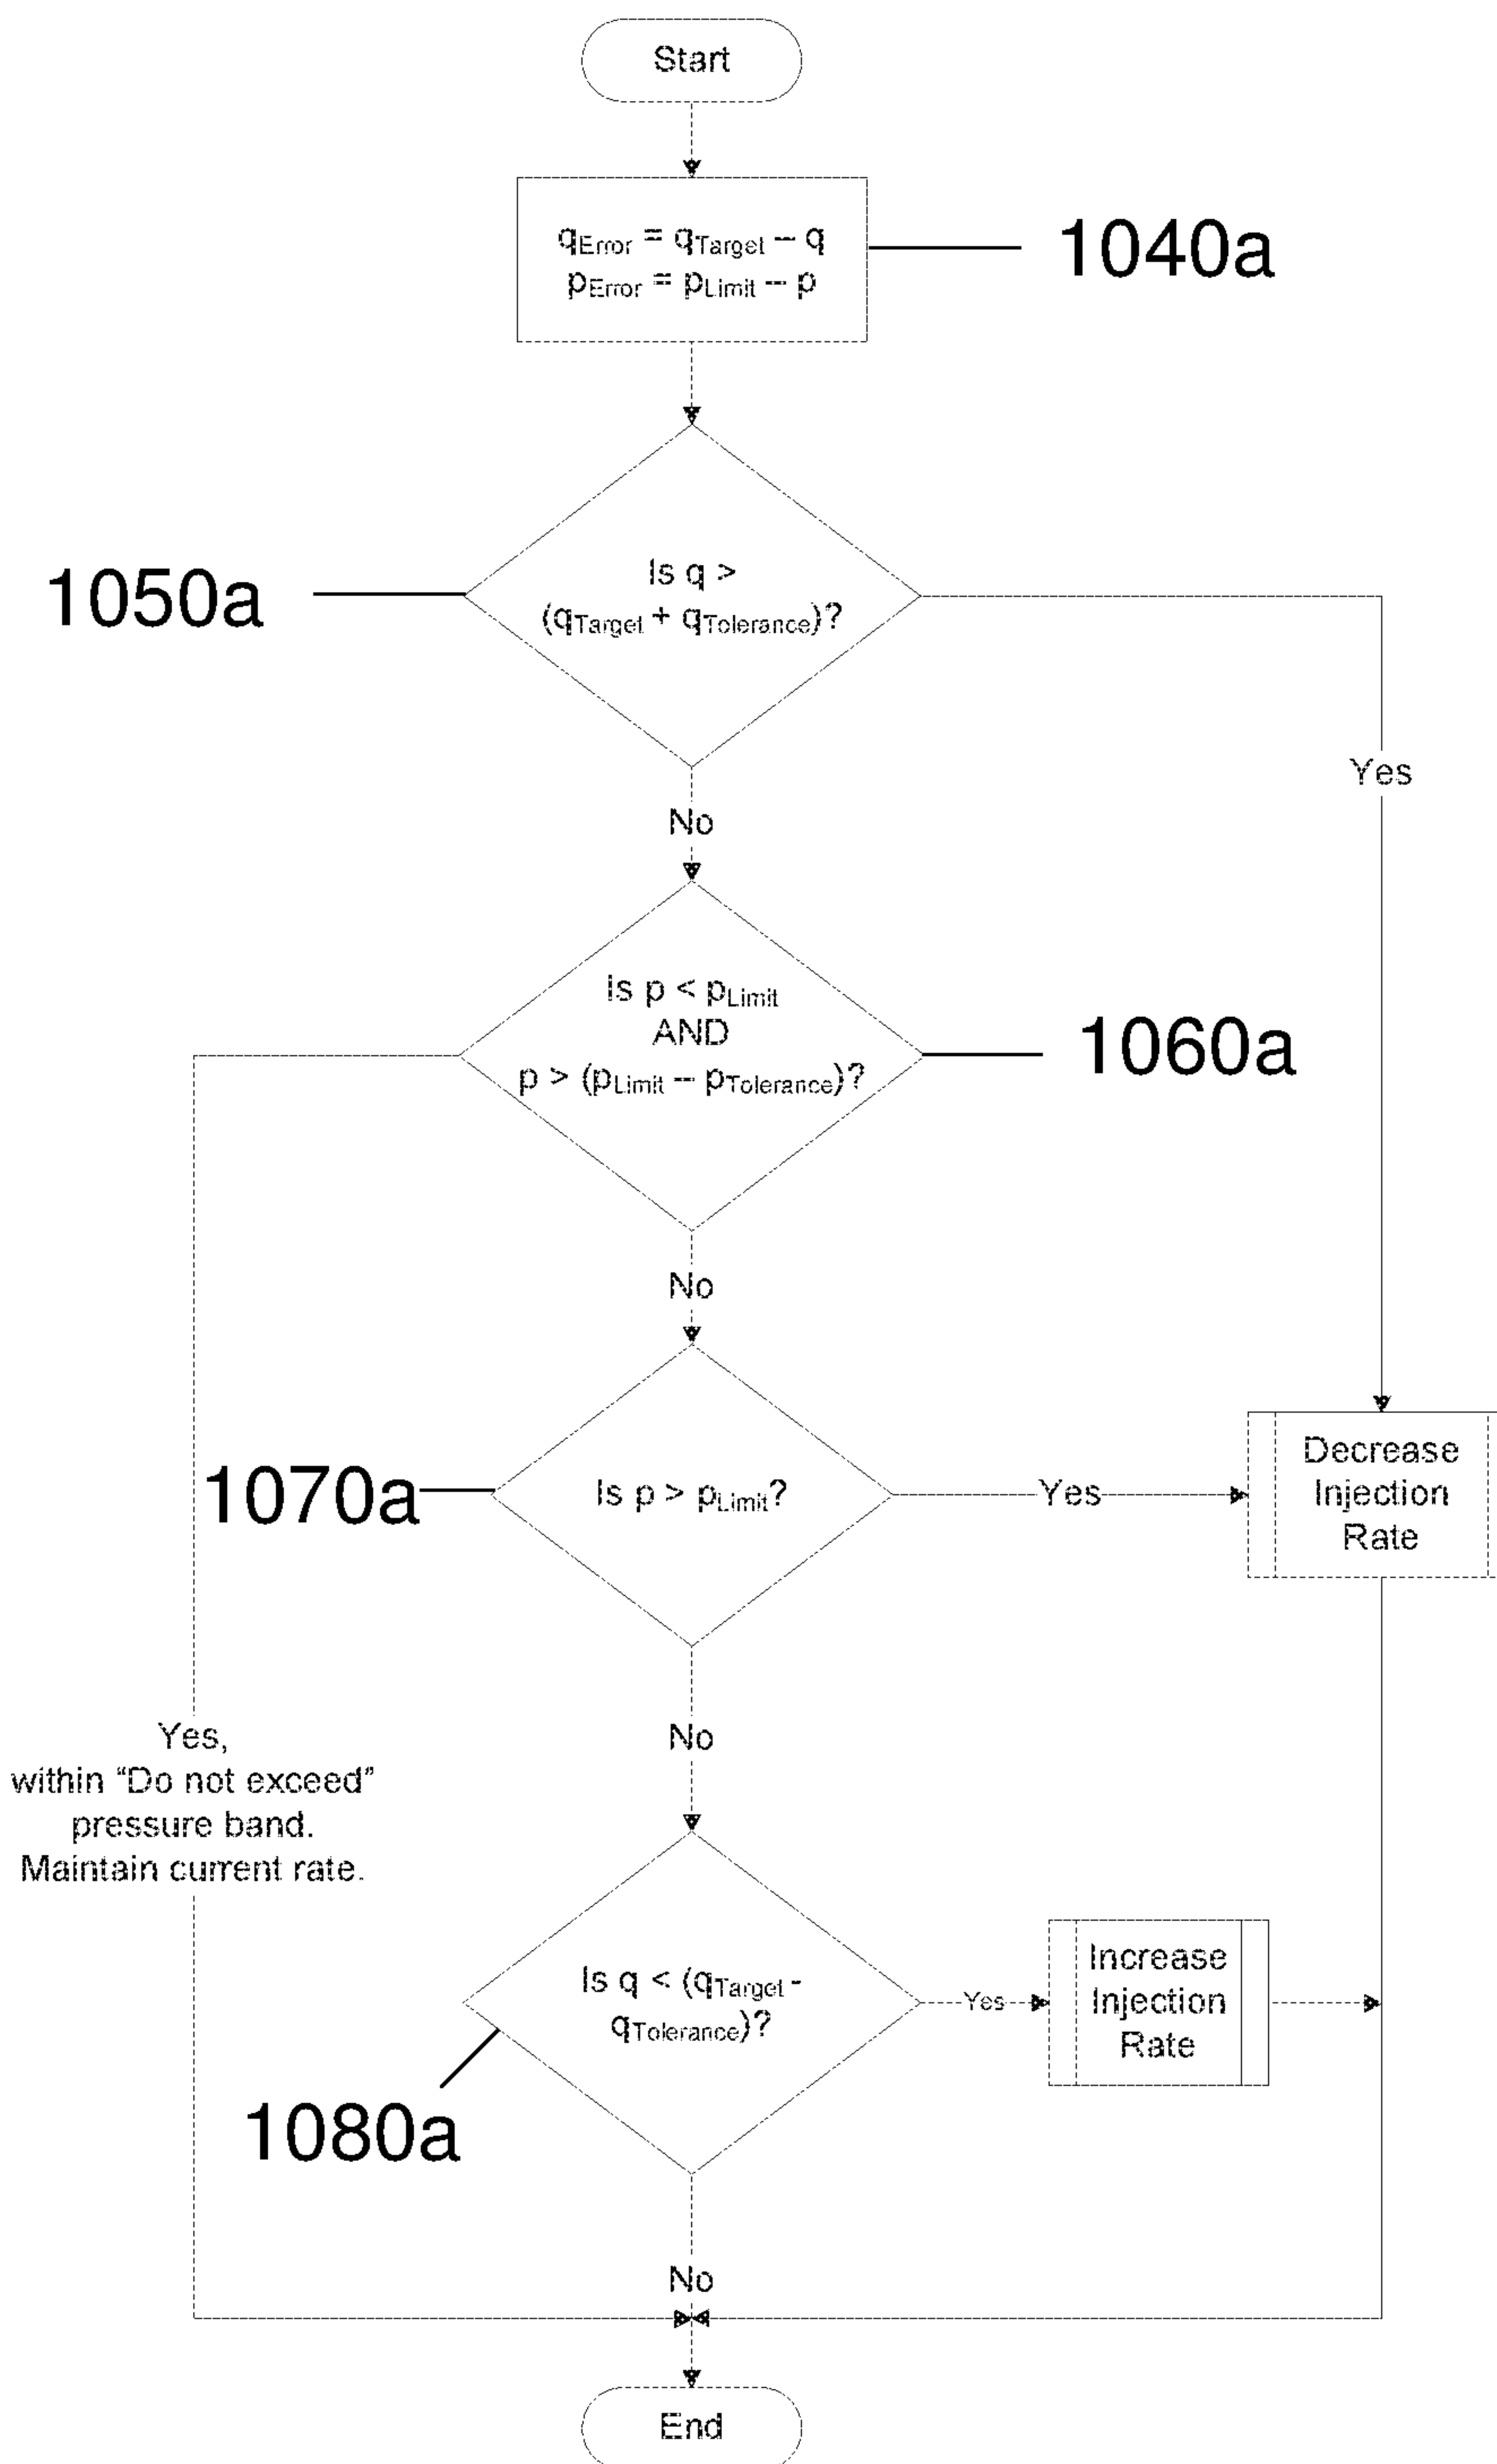 Start
qError = qTarget – q
pError = pLimit – p
1040a
Is q >
(qTarget + qTolerance)?
1050a
Yes
No
Is p < pLimit
AND
p > (pLimit – pTolerance)?
1060a
No
Is p > pLimit?
1070a
Yes
Decrease
Injection
Rate
No
Yes,
within “Do not exceed”
pressure band.
Maintain current rate.
Is q < (qTarget -
qTolerance)?
1080a
Yes
Increase
Injection
Rate
No
End